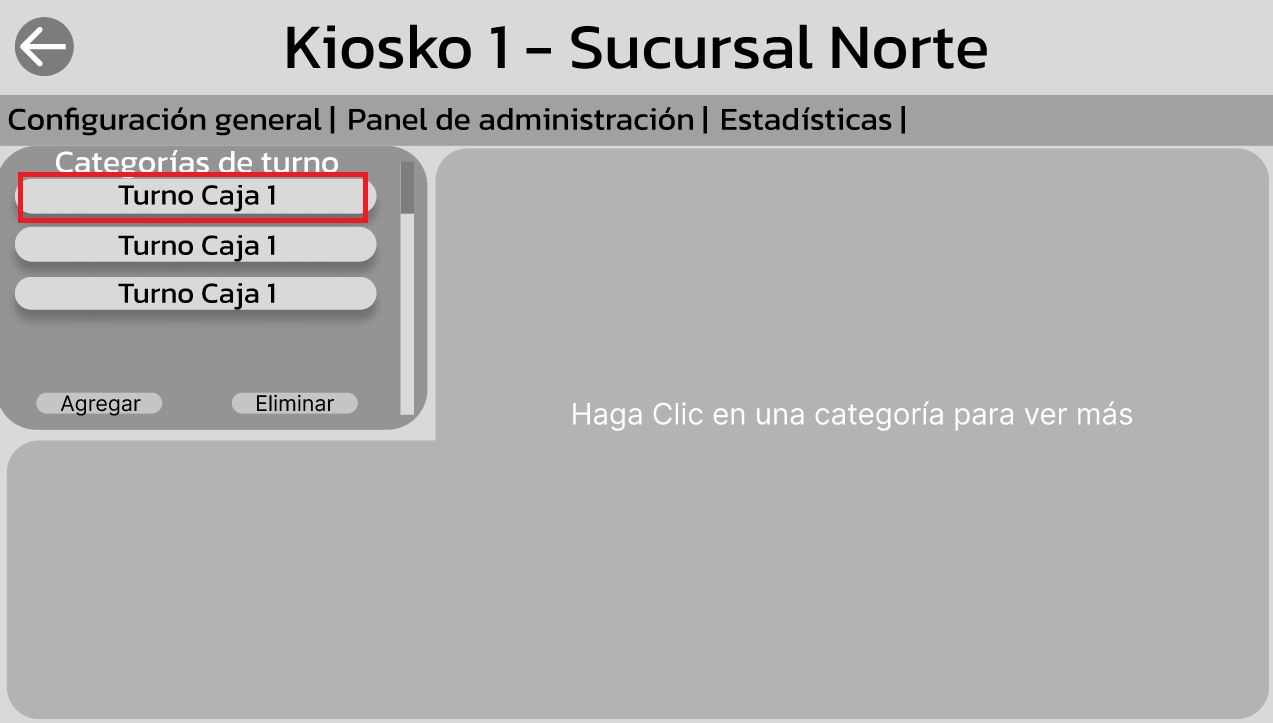 Kiosko 1 - Sucursal Norte
Configuración general | Panel de administración | Estadísticas |
Categorías de turno
Turno Caja 1
Turno Caja 1
Turno Caja 1
Agregar
Eliminar
Haga Clic en una categoría para ver más